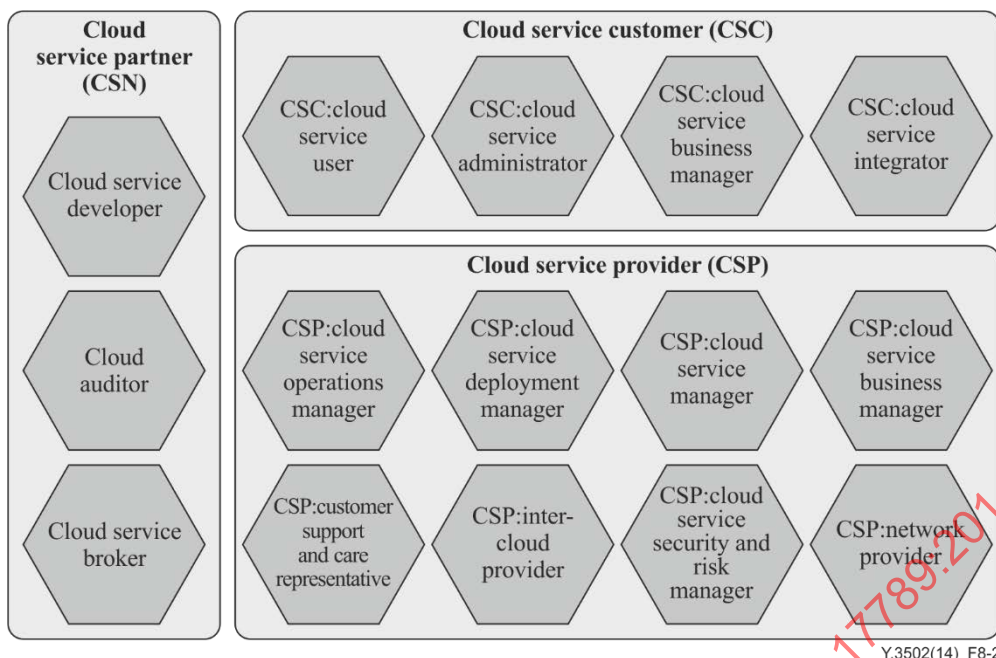 Cloud
service partner
(CSN)
Cloud service
developer
Cloud
auditor
Cloud service
broker
Cloud service customer (CSC)
CSC:cloud
service
user
CSC:cloud
service
administrator
CSC:cloud
service
business
manager
CSC:cloud
service
integrator
Cloud service provider (CSP)
CSP:cloud
service
operations
manager
CSP:cloud
service
deployment
manager
CSP:cloud
service
manager
CSP:cloud
service
business
manager
CSP:customer
support
and care
representative
CSP:inter-
cloud
provider
CSP:cloud
service
security and
risk
manager
CSP:network
provider
17789:201
Y.3502(14)_F8-2